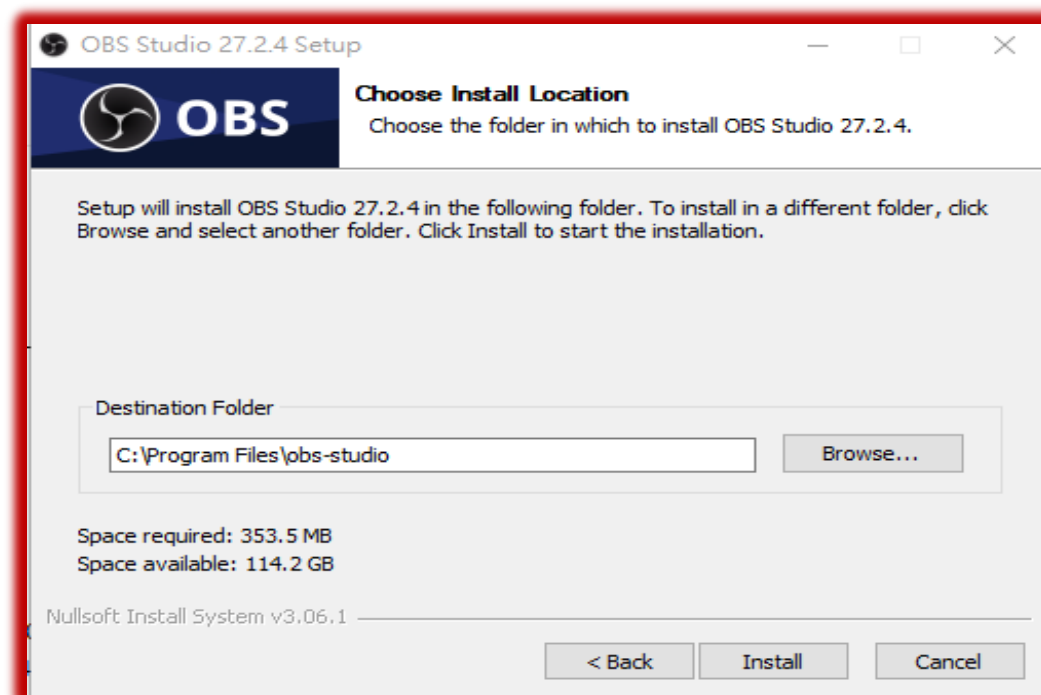 OBS Studio 27.2.4 Setup
OBS
Choose Install Location
Choose the folder in which to install OBS Studio 27.2.4.
Setup will install OBS Studio 27.2.4 in the following folder. To install in a different folder, click
Browse and select another folder. Click Install to start the installation.
Destination Folder
C:\Program Files\obs-studio
Browse...
Space required: 353.5 MB
Space available: 114.2 GB
Nullsoft Install System v3.06.1
< Back
Install
Cancel